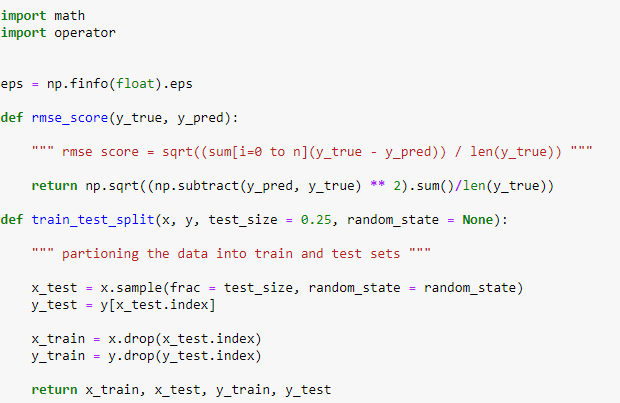 import math
import operator
eps = np.finfo(float).eps
def rmse_score(y_true, y_pred):
""" rmse score = sqrt((sum[i=0 to n](y_true - y_pred)) / len(y_true)) """
return np.sqrt((np.subtract(y_pred, y_true) ** 2).sum()/len(y_true))
def train_test_split(x, y, test_size = 0.25, random_state = None):
""" partioning the data into train and test sets """
x_test = x.sample(frac = test_size, random_state = random_state)
y_test = y[x_test.index]
x_train = x.drop(x_test.index)
y_train = y.drop(y_test.index)
return x_train, x_test, y_train, y_test